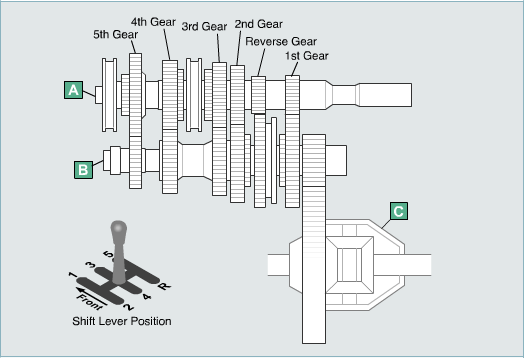 4th Gear
3rd Gear
2nd Gear
5th Gear
Reverse Gear
1st Gear
A
B
C
5
3
1
R
4
2
Front
Shift Lever Position